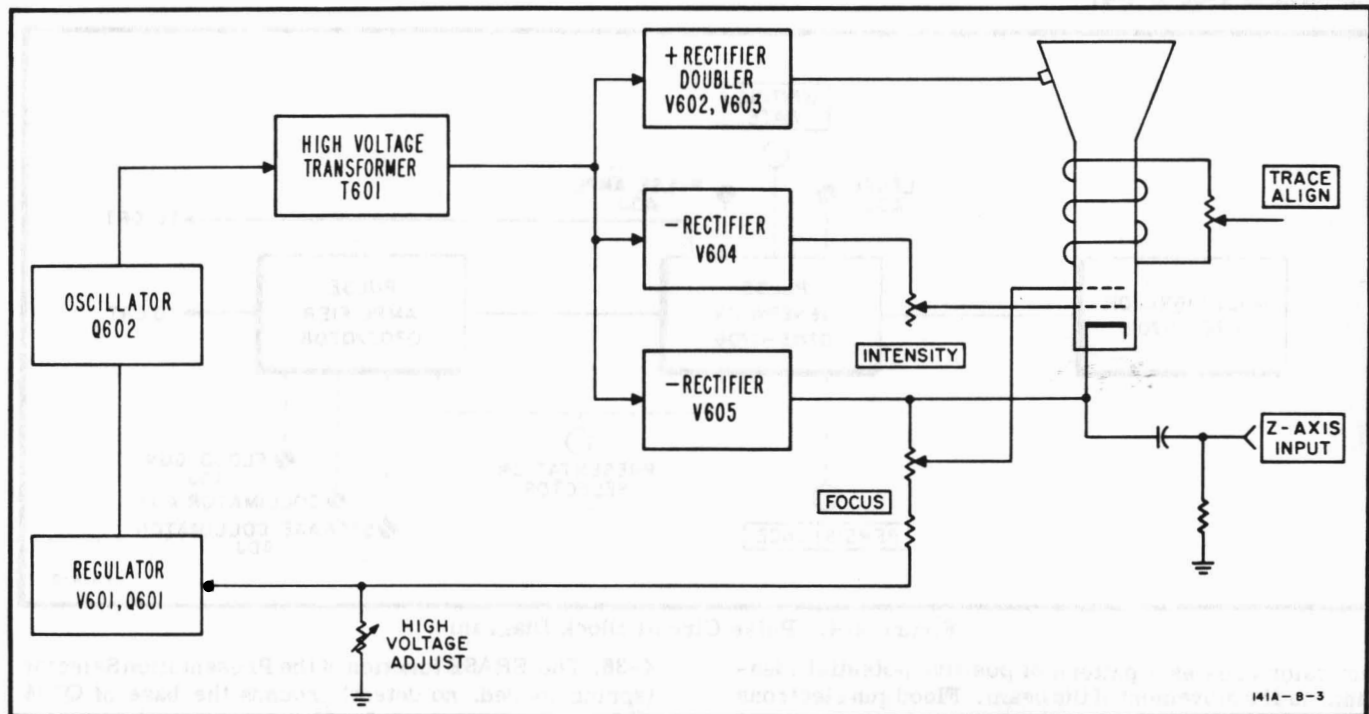 + RECTIFIER
DOUBLER
V602, V603
HIGH VOLTAGE
TRANSFORMER
T601
TRACE
ALIGN
- RECTIFIER
V604
OSCILLATOR
Q602
INTENSITY
- RECTIFIER
V605
Z-AXIS
INPUT
FOCUS
REGULATOR
V601, Q601
HIGH
VOLTAGE
ADJUST
141A-B-3